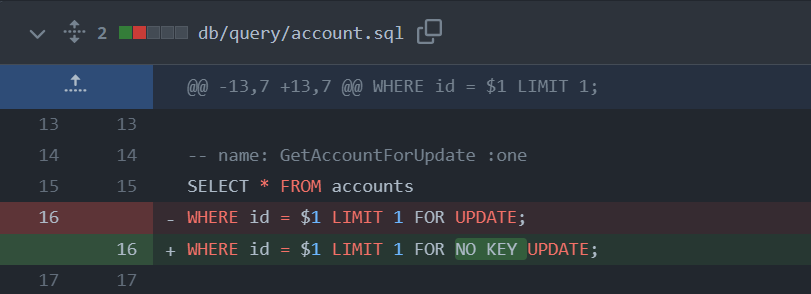 2 db/query/account.sql
@@ -13,7 +13,7 @@ WHERE id = $1 LIMIT 1;
13 13
14 14 -- name: GetAccountForUpdate :one
15 15 SELECT * FROM accounts
16 - WHERE id = $1 LIMIT 1 FOR UPDATE;
16 + WHERE id = $1 LIMIT 1 FOR NO KEY UPDATE;
17 17